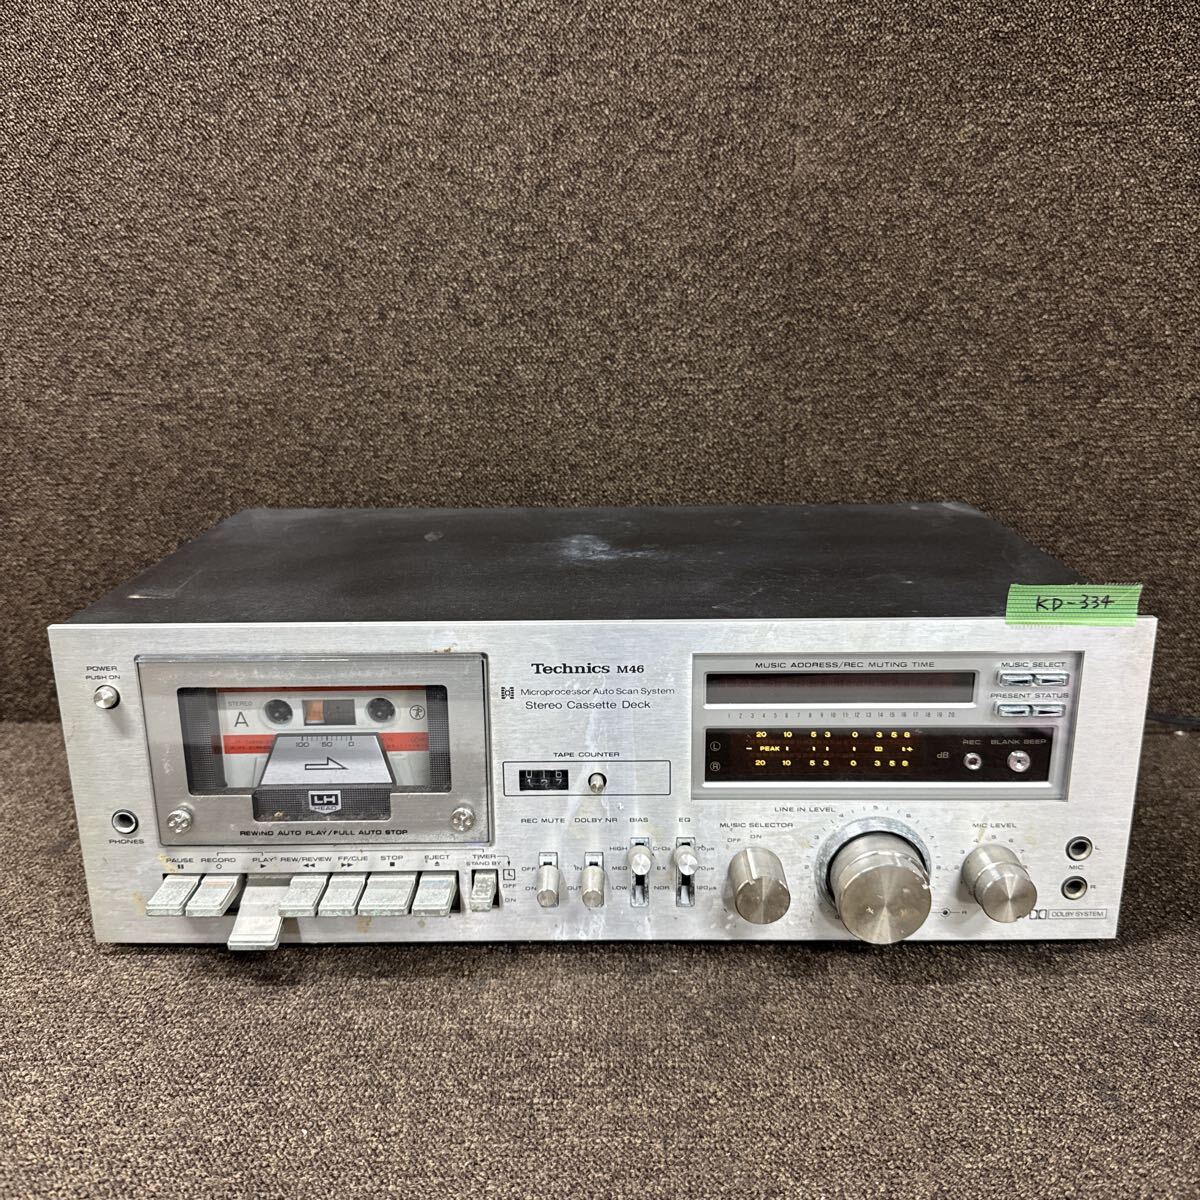 KD-334
POWER
PUSH ON
PHONES
STEREO
A
100 50 0
LH
HEAD
REWIND AUTO PLAY/FULL AUTO STOP
PAUSE RECORD PLAY REW/REVIEW FF/CUE STOP EJECT
TIMER
STAND BY
OFF
ON
Technics M46
Microprocessor Auto Scan System
Stereo Cassette Deck
TAPE COUNTER
REC MUTE DOLBY NR BIAS EQ
OFF
ON
IN
OUT
HIGH
MED
LOW
CrO2
EX
NOR
70μs
70μs
120μs
MUSIC ADDRESS/REC MUTING TIME
1 2 3 4 5 6 7 8 9 10 11 12 13 14 15 16 17 18 19 20
MUSIC SELECT
PRESENT STATUS
20 10 5 3 0 3 5 8
L
- PEAK
+
dB
R
20 10 5 3 0 3 5 8
REC BLANK BEEP
MUSIC SELECTOR
OFF ON
LINE IN LEVEL
MIC LEVEL
L
MIC
R
DOLBY SYSTEM